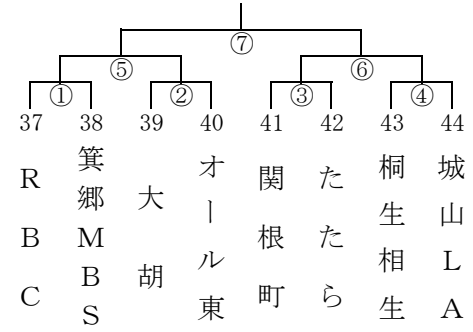 ⑦
⑤ ⑥
① ② ③ ④
37 38 39 40 41 42 43 44
RBC
箕郷MBS
大胡
オール東
関根町
たたら
桐生相生
城山LA